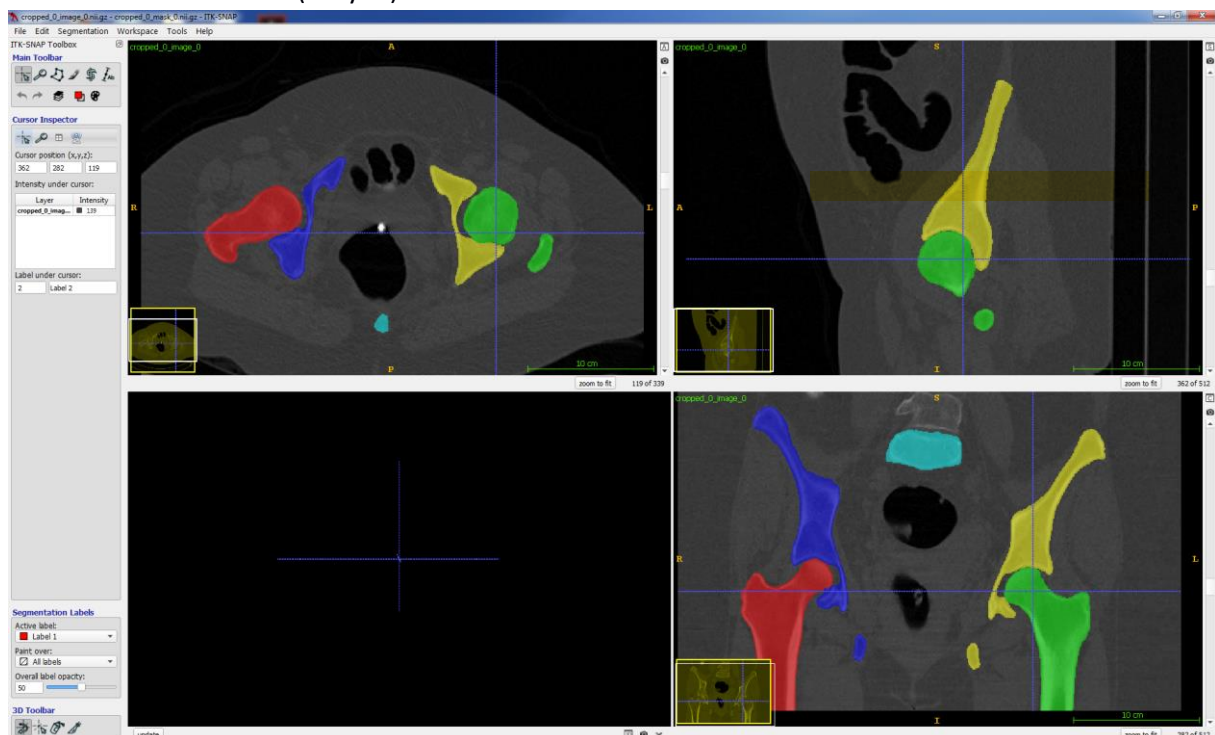 cropped_0_image_0.nii.gz - cropped_0_mask_0.nii.gz - ITK-SNAP
File Edit Segmentation Workspace Tools Help
ITK-SNAP Toolbox
Main Toolbar
Cursor Inspector
Cursor position (x,y,z):
362 282 119
Intensity under cursor:
Layer Intensity
cropped_0_imag... 139
Label under cursor:
2 Label 2
Segmentation Labels
Active label:
Label 1
Paint over:
All labels
Overall label opacity:
50
3D Toolbar
cropped_0_image_0
A
R
L
P
10 cm
zoom to fit 119 of 339
cropped_0_image_0
S
A
P
I
10 cm
zoom to fit 362 of 512
update
cropped_0_image_0
S
R
L
I
10 cm
zoom to fit 282 of 512